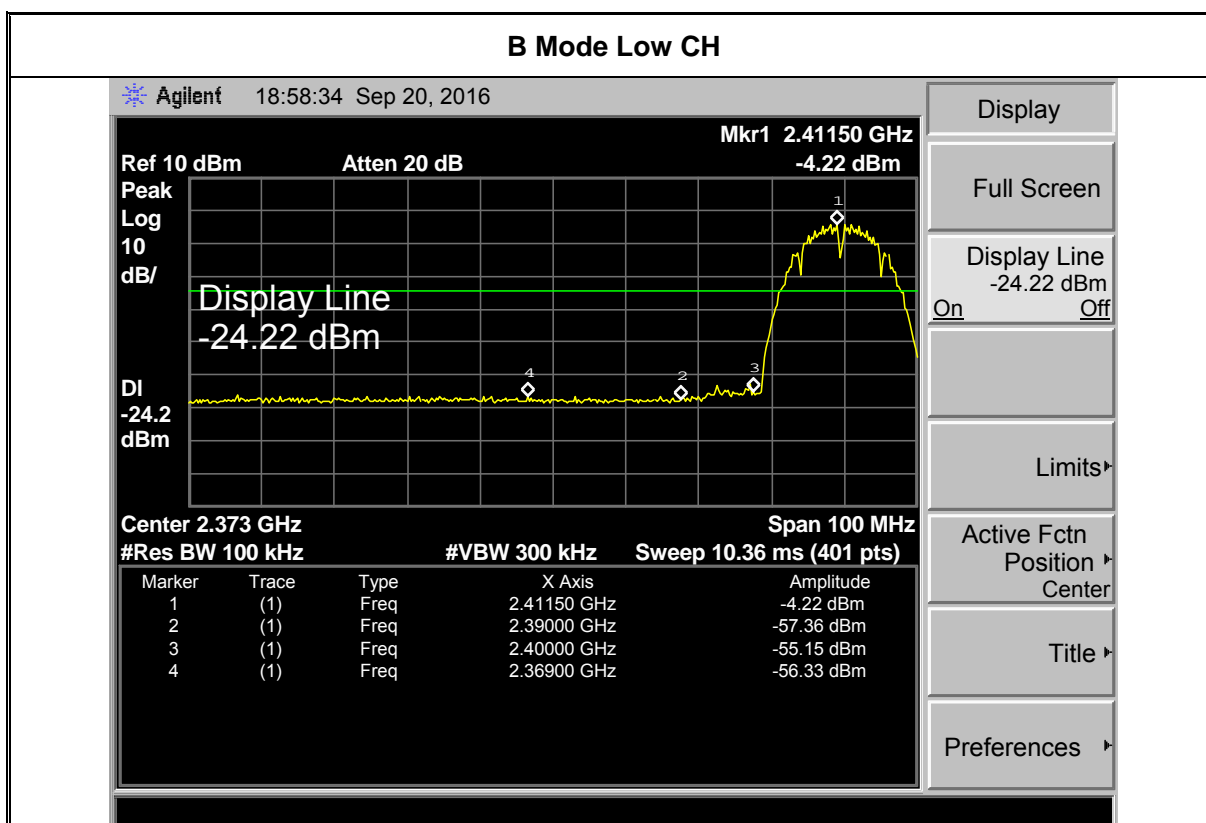 B Mode Low CH
Agilent 18:58:34 Sep 20, 2016
Mkr1 2.41150 GHz
Ref 10 dBm Atten 20 dB -4.22 dBm
Peak
Log
10
dB/
1
Display Line
-24.22 dBm
4
2
3
DI
-24.2
dBm
Center 2.373 GHz Span 100 MHz
#Res BW 100 kHz #VBW 300 kHz Sweep 10.36 ms (401 pts)
Marker Trace Type X Axis Amplitude
1 (1) Freq 2.41150 GHz -4.22 dBm
2 (1) Freq 2.39000 GHz -57.36 dBm
3 (1) Freq 2.40000 GHz -55.15 dBm
4 (1) Freq 2.36900 GHz -56.33 dBm
Display
Full Screen
Display Line
-24.22 dBm
On Off
Limits
Active Fctn
Position
Center
Title
Preferences